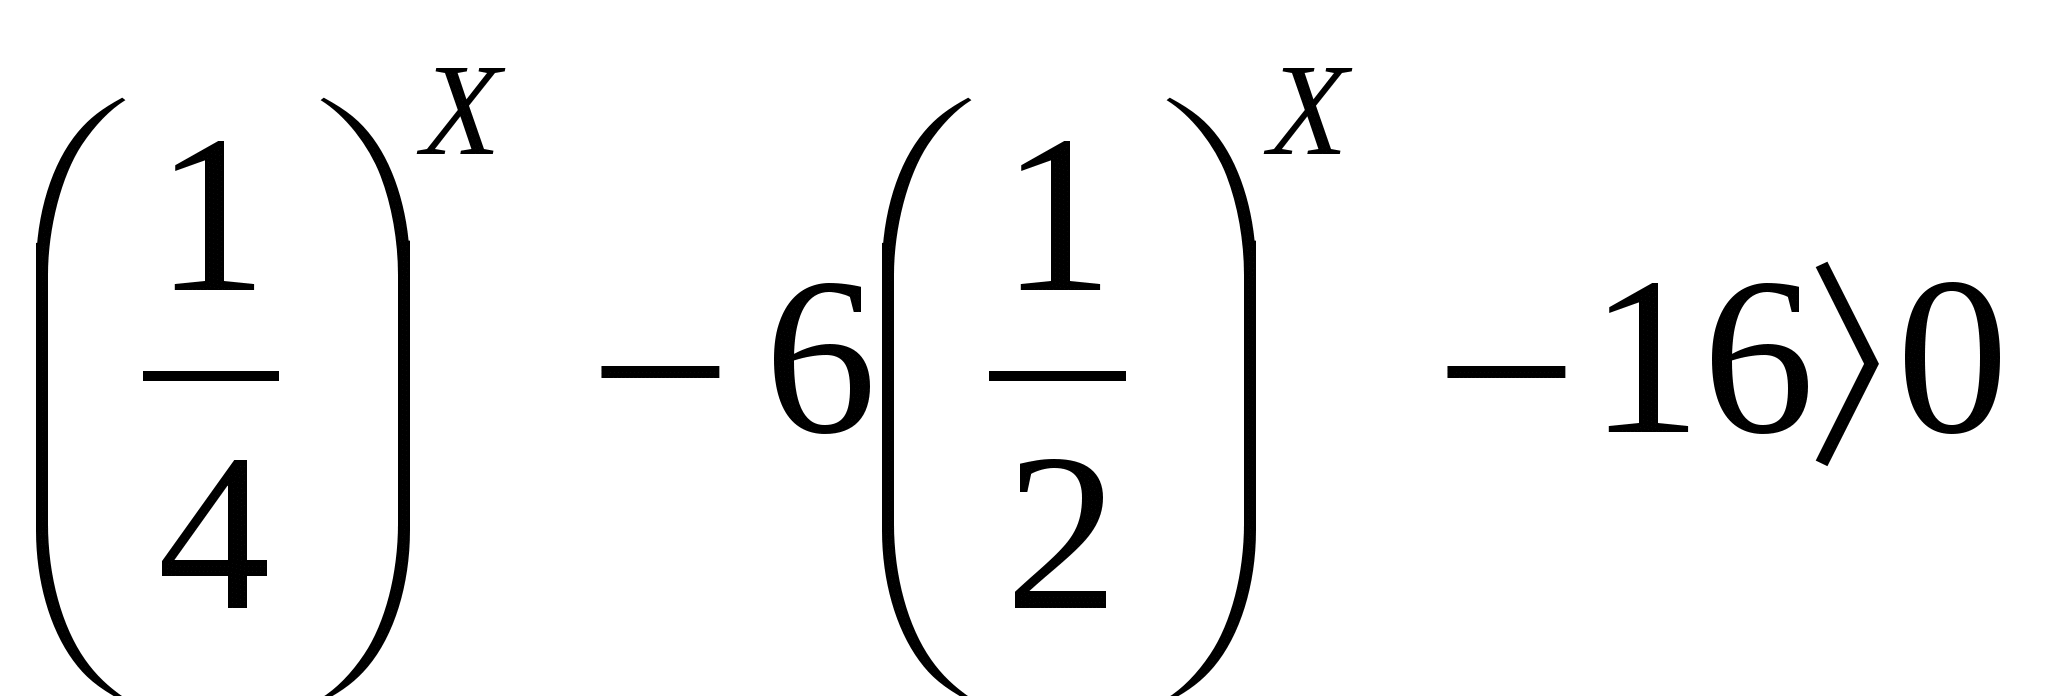 (1/4)^X − 6(1/2)^X − 16⟩0